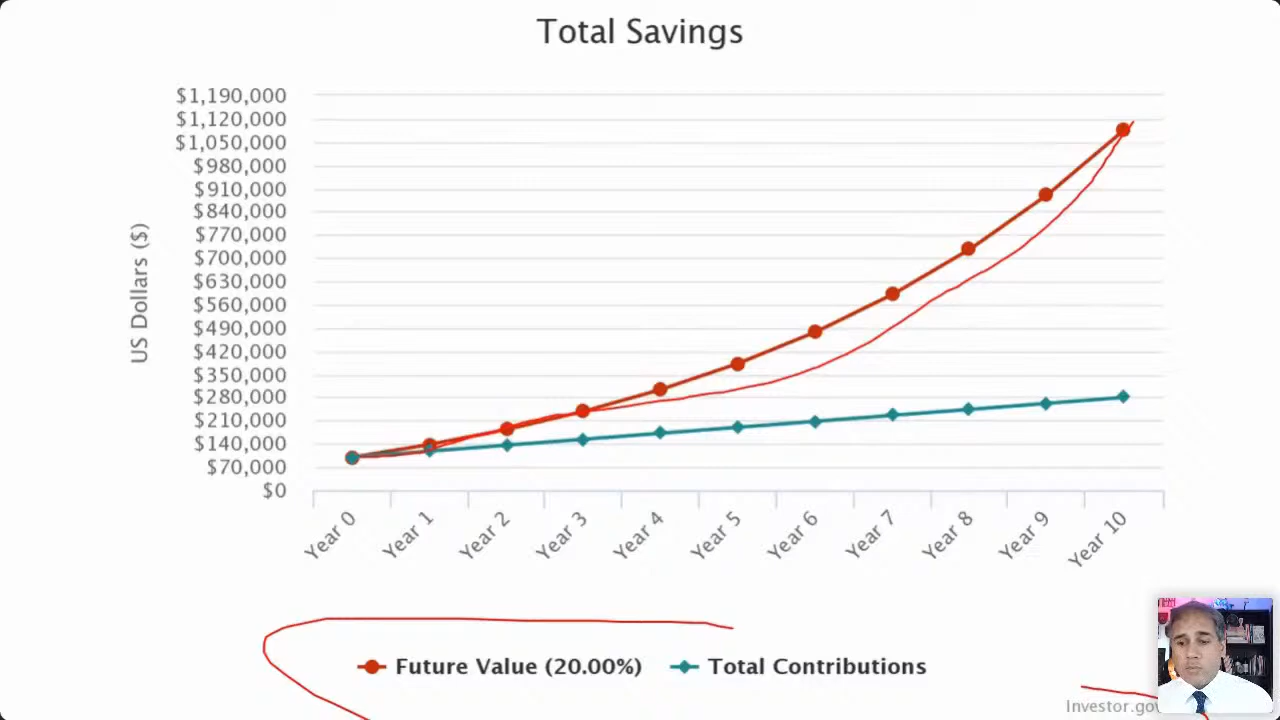 Total Savings
US Dollars ($)
$1,190,000
$1,120,000
$1,050,000
$980,000
$910,000
$840,000
$770,000
$700,000
$630,000
$560,000
$490,000
$420,000
$350,000
$280,000
$210,000
$140,000
$70,000
$0
Year 0
Year 1
Year 2
Year 3
Year 4
Year 5
Year 6
Year 7
Year 8
Year 9
Year 10
Future Value (20.00%)
Total Contributions
Investor.gov